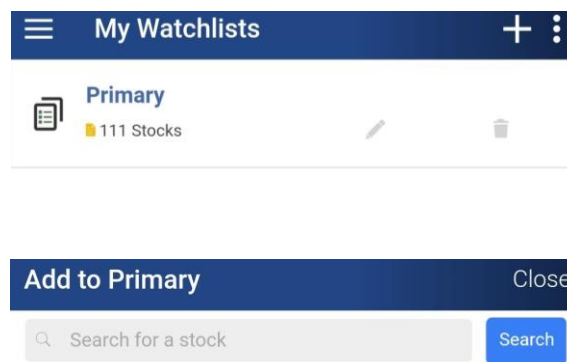 My Watchlists
Primary
111 Stocks
Add to Primary
Close
Search for a stock
Search